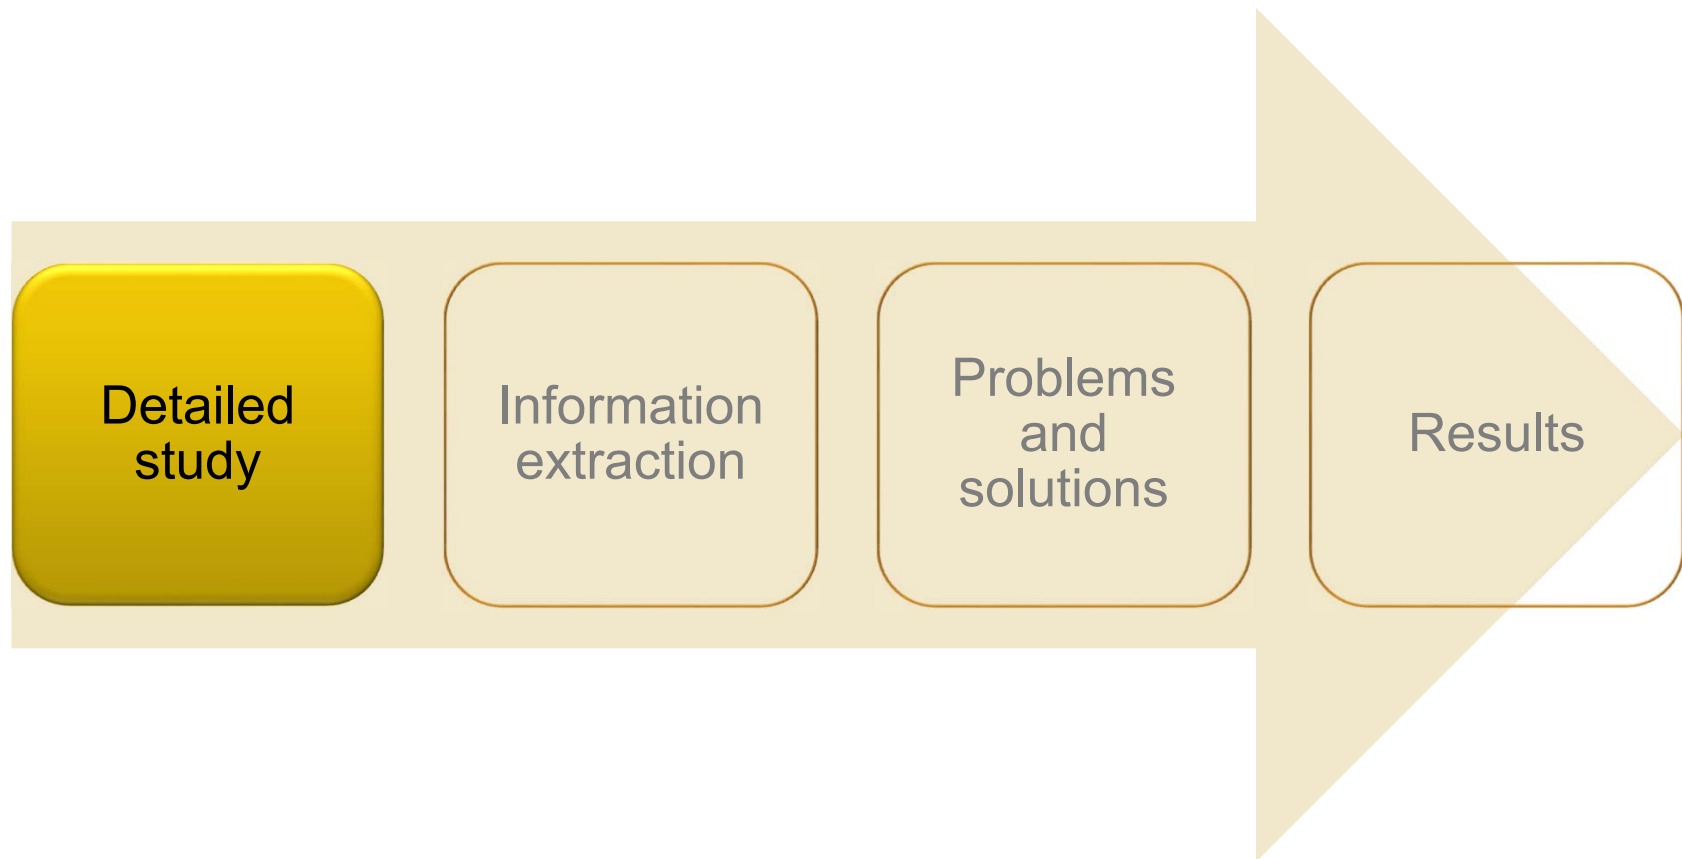 Detailed
study
Information
extraction
Problems
and
solutions
Results